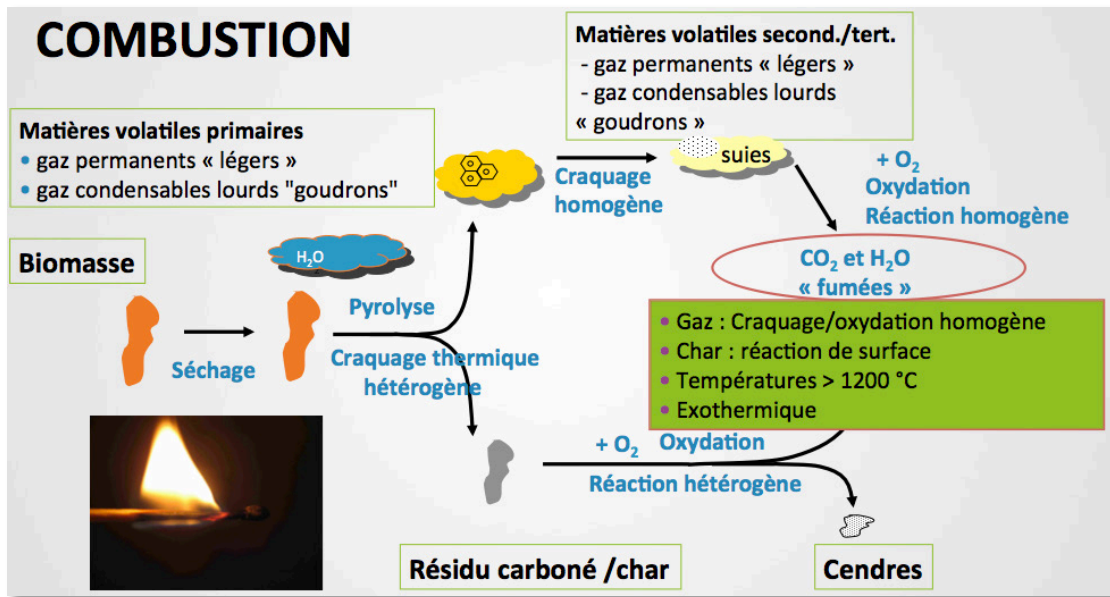 COMBUSTION
Matières volatiles second./tert.
- gaz permanents « légers »
- gaz condensables lourds
« goudrons »
Matières volatiles primaires
• gaz permanents « légers »
• gaz condensables lourds "goudrons"
suies
Craquage
homogène
+ O₂
Oxydation
Réaction homogène
Biomasse
H₂O
CO₂ et H₂O
« fumées »
Séchage
Pyrolyse
Craquage thermique
hétérogène
• Gaz : Craquage/oxydation homogène
• Char : réaction de surface
• Températures > 1200 °C
• Exothermique
+ O₂ Oxydation
Réaction hétérogène
Résidu carboné /char
Cendres